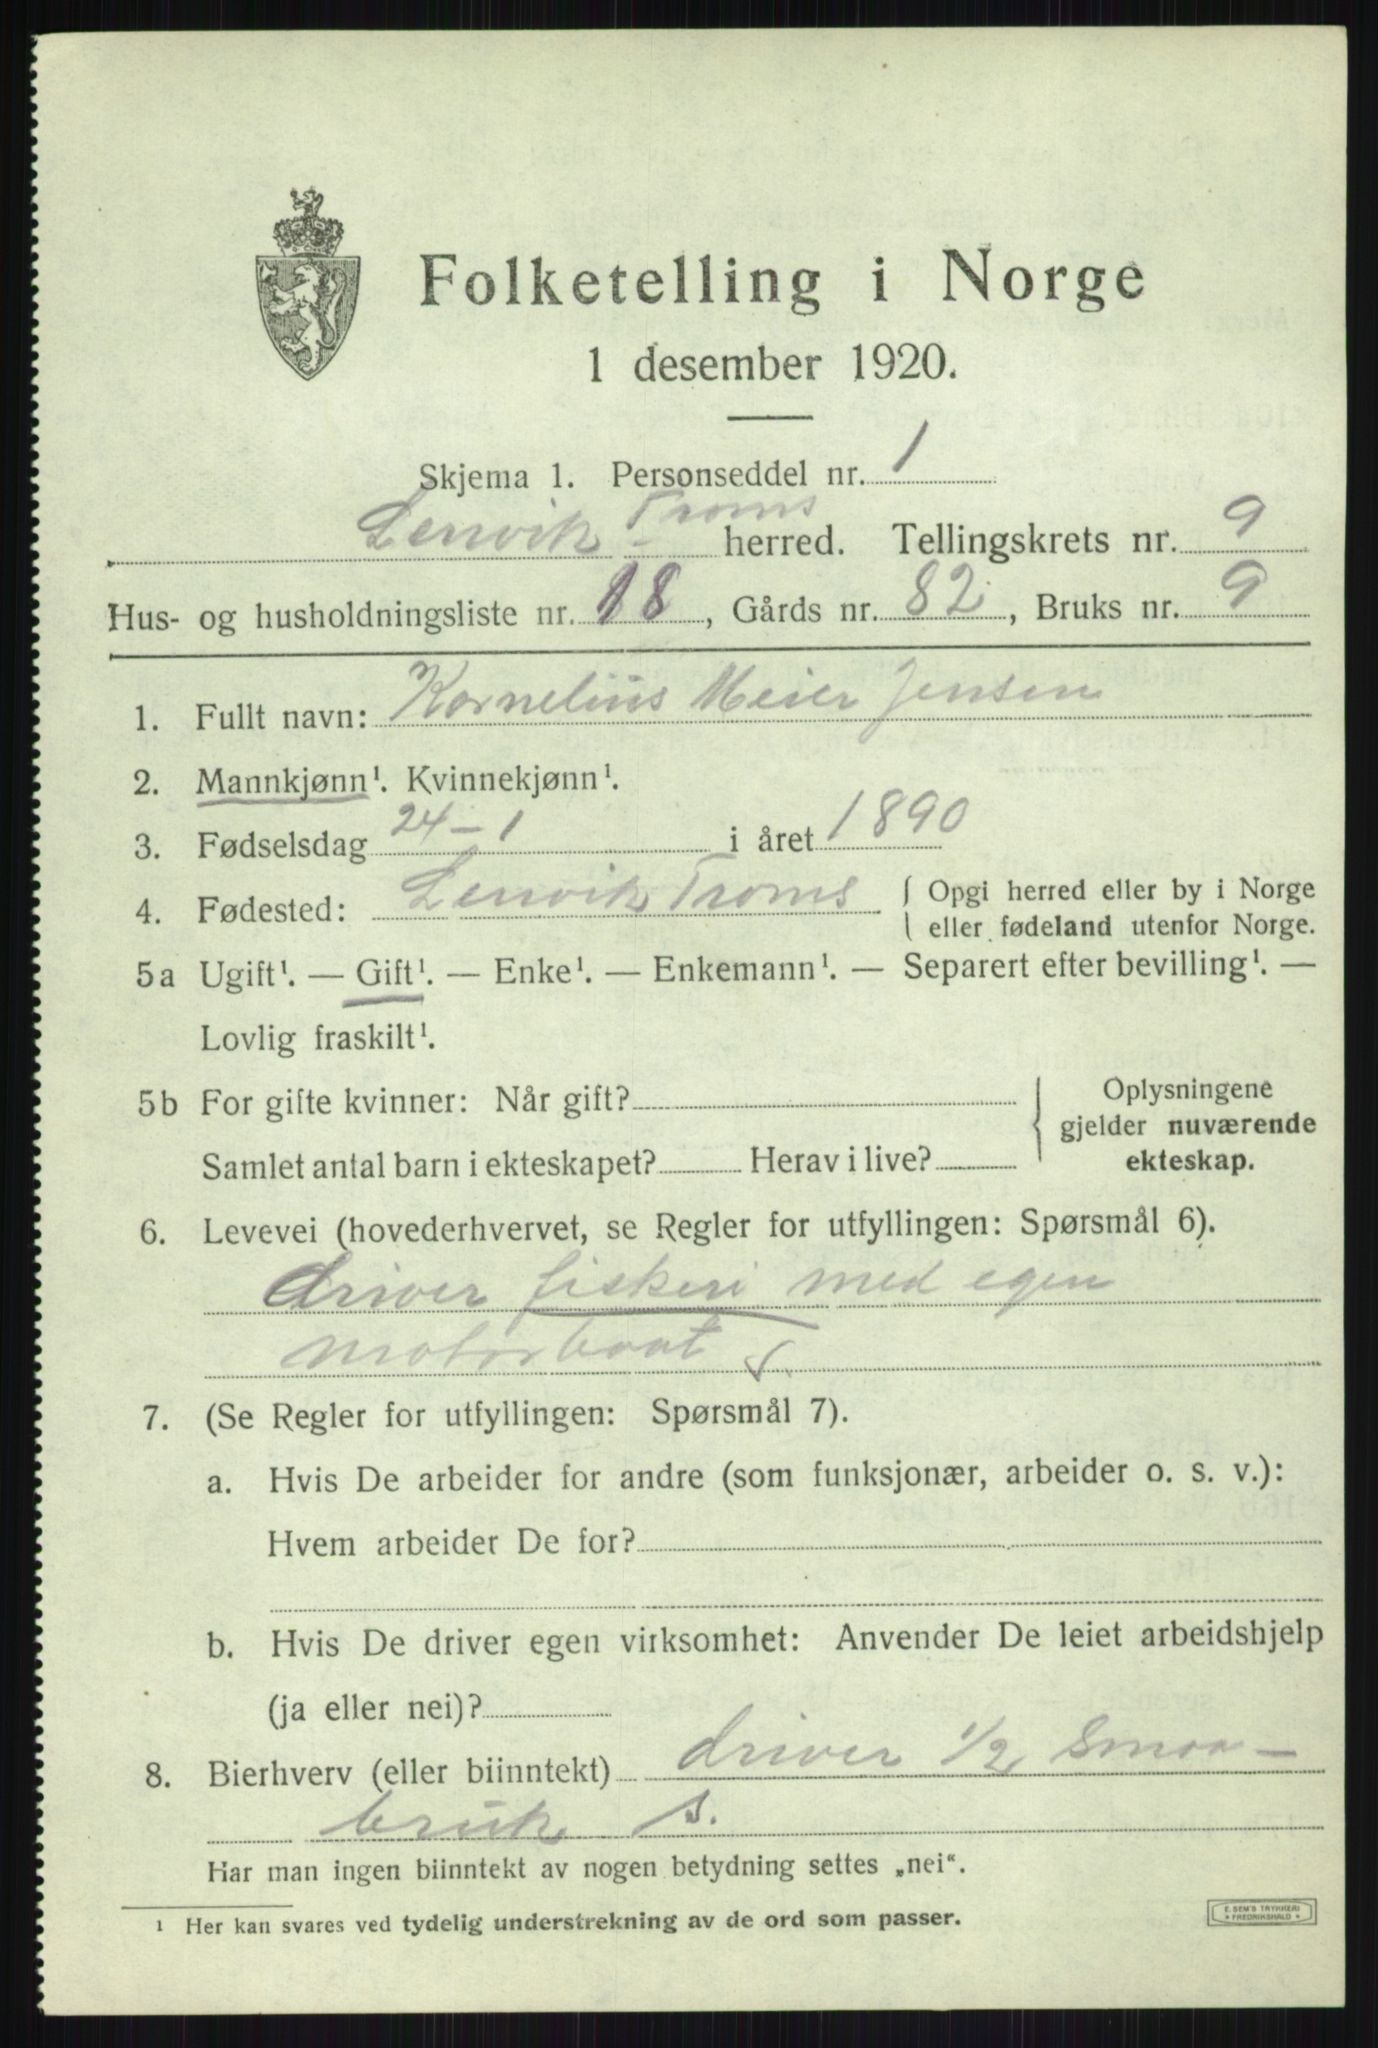 Folketelling i Norge
1 desember 1920.
Skjema 1. Personseddel nr. 1
Lenvik Troms herred. Tellingskrets nr. 9
Hus- og husholdningsliste nr. 18, Gårds nr. 82, Bruks nr. 9
1. Fullt navn: Kornelius Meier Jensen
2. Mannkjønn¹. Kvinnekjønn¹.
3. Fødselsdag 24-1 i året 1890
4. Fødested: Lenvik Troms { Opgi herred eller by i Norge
eller fødeland utenfor Norge.
5a Ugift¹. — Gift¹. — Enke¹. — Enkemann¹. — Separert efter bevilling¹. —
Lovlig fraskilt¹.
5b For gifte kvinner: Når gift?
Samlet antal barn i ekteskapet? Herav i live?
Oplysningene
gjelder nuværende
ekteskap.
6. Levevei (hovederhvervet, se Regler for utfyllingen: Spørsmål 6).
driver fiskeri med egen
motorbaat s.
7. (Se Regler for utfyllingen: Spørsmål 7).
a. Hvis De arbeider for andre (som funksjonær, arbeider o. s. v.):
Hvem arbeider De for?
b. Hvis De driver egen virksomhet: Anvender De leiet arbeidshjelp
(ja eller nei)?
8. Bierhverv (eller biinntekt) driver 1/2 smaa-
bruk s.
Har man ingen biinntekt av nogen betydning settes „nei“.
¹ Her kan svares ved tydelig understrekning av de ord som passer.
E. SEM'S TRYKKERI
* FREDRIKSHALD *